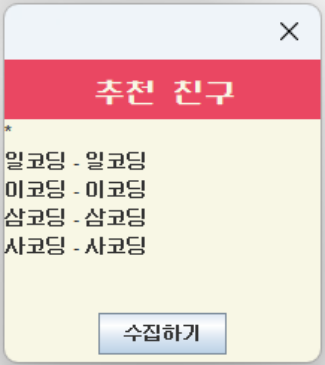 추천 친구
*
일코딩 - 일코딩
이코딩 - 이코딩
삼코딩 - 삼코딩
사코딩 - 사코딩
수집하기